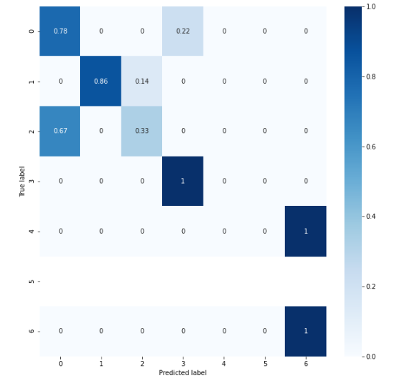 1.0
0 0.78 0 0 0.22 0 0 0
1 0 0.86 0.14 0 0 0 0
0.8
2 0.67 0 0.33 0 0 0 0
0.6
True label
3 0 0 0 1 0 0 0
0.4
4 0 0 0 0 0 0 1
5
0.2
6 0 0 0 0 0 0 1
0.0
0 1 2 3 4 5 6
Predicted label